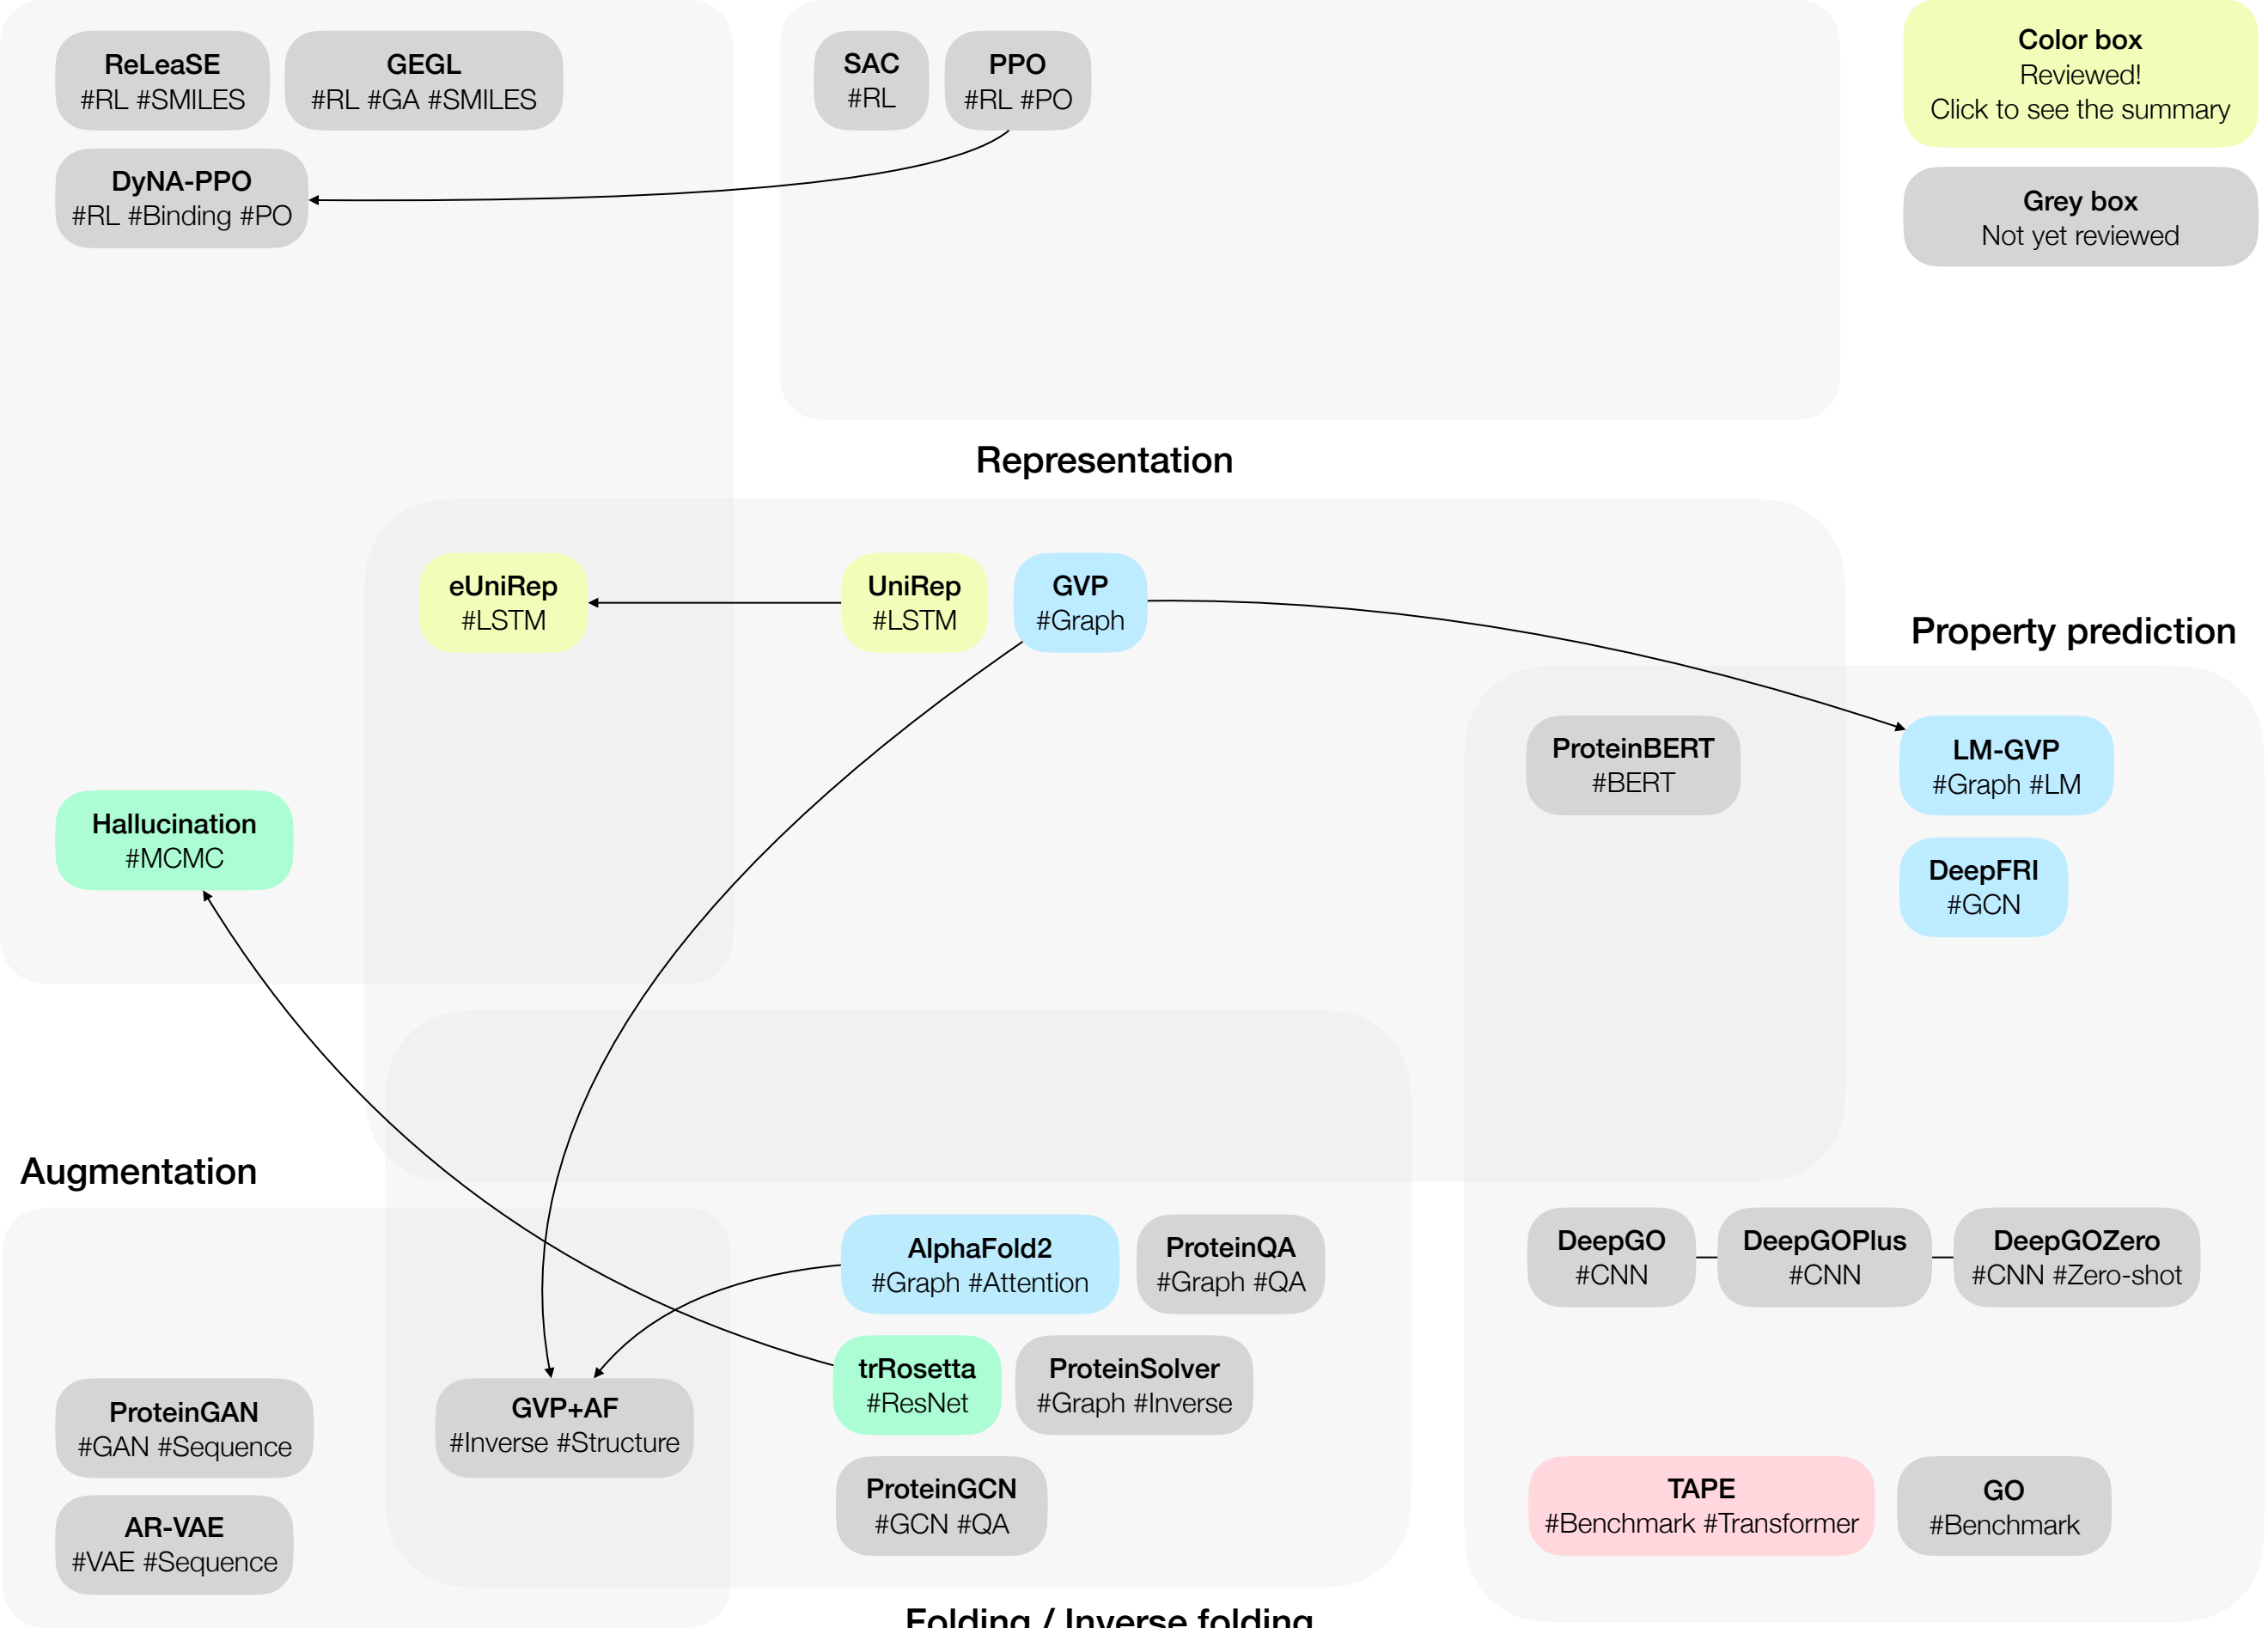 ReLeaSE
#RL #SMILES
GEGL
#RL #GA #SMILES
DyNA-PPO
#RL #Binding #PO
SAC
#RL
PPO
#RL #PO
Color box
Reviewed!
Click to see the summary
Grey box
Not yet reviewed
Representation
eUniRep
#LSTM
UniRep
#LSTM
GVP
#Graph
Property prediction
ProteinBERT
#BERT
LM-GVP
#Graph #LM
DeepFRI
#GCN
Hallucination
#MCMC
Augmentation
AlphaFold2
#Graph #Attention
ProteinQA
#Graph #QA
DeepGO
#CNN
DeepGOPlus
#CNN
DeepGOZero
#CNN #Zero-shot
trRosetta
#ResNet
ProteinSolver
#Graph #Inverse
ProteinGAN
#GAN #Sequence
GVP+AF
#Inverse #Structure
ProteinGCN
#GCN #QA
TAPE
#Benchmark #Transformer
GO
#Benchmark
AR-VAE
#VAE #Sequence
Folding / Inverse folding